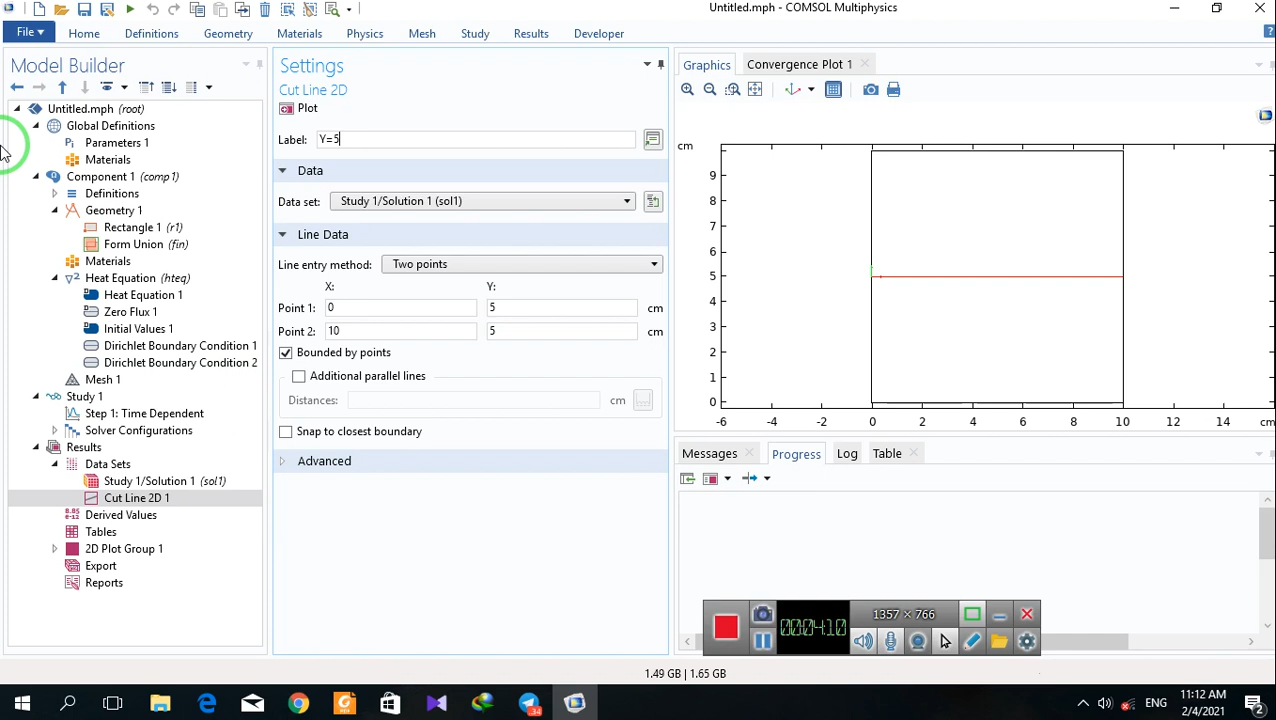 Untitled.mph - COMSOL Multiphysics
File Home Definitions Geometry Materials Physics Mesh Study Results Developer
Model Builder
Untitled.mph (root)
Global Definitions
Pi Parameters 1
Materials
Component 1 (comp1)
Definitions
Geometry 1
Rectangle 1 (r1)
Form Union (fin)
Materials
Heat Equation (hteq)
Heat Equation 1
Zero Flux 1
Initial Values 1
Dirichlet Boundary Condition 1
Dirichlet Boundary Condition 2
Mesh 1
Study 1
Step 1: Time Dependent
Solver Configurations
Results
Data Sets
Study 1/Solution 1 (sol1)
Cut Line 2D 1
8.85
e-12 Derived Values
Tables
2D Plot Group 1
Export
Reports
Settings
Cut Line 2D
Plot
Label: Y=5
Data
Data set: Study 1/Solution 1 (sol1)
Line Data
Line entry method: Two points
X: Y:
Point 1: 0 5 cm
Point 2: 10 5 cm
Bounded by points
Additional parallel lines
Distances: cm
Snap to closest boundary
Advanced
Graphics Convergence Plot 1
cm
9
8
7
6
5
4
3
2
1
0
-6 -4 -2 0 2 4 6 8 10 12 14 cm
Messages Progress Log Table
1357 × 766
00:04:10
1.49 GB | 1.65 GB
34
ENG
11:12 AM
2/4/2021
2